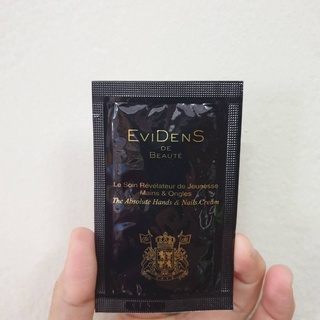 EviDenS
DE
Beauté
Le Soin Révélateur de Jeunesse
Mains & Ongles
The Absolute Hands & Nails Cream